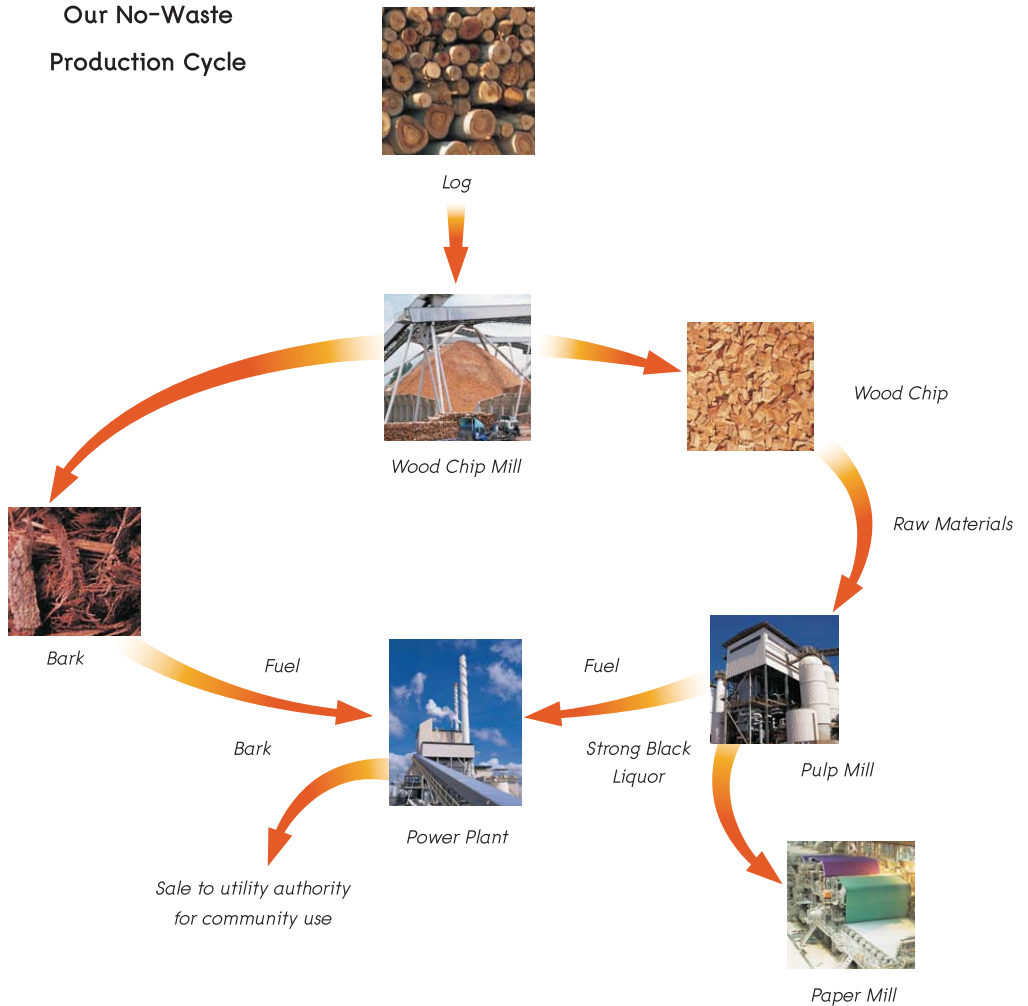 Our No-Waste
Production Cycle
Log
Wood Chip Mill
Wood Chip
Raw Materials
Bark
Fuel
Fuel
Bark
Strong Black
Liquor
Pulp Mill
Power Plant
Sale to utility authority
for community use
Paper Mill